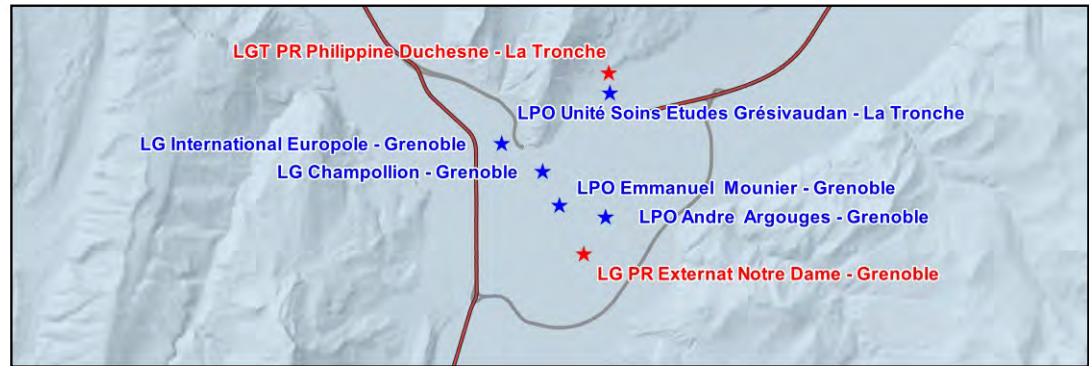 LGT PR Philippine Duchesne - La Tronche
LPO Unité Soins Etudes Grésivaudan - La Tronche
LG International Europole - Grenoble
LG Champollion - Grenoble
LPO Emmanuel Mounier - Grenoble
LPO Andre Argouges - Grenoble
LG PR Externat Notre Dame - Grenoble